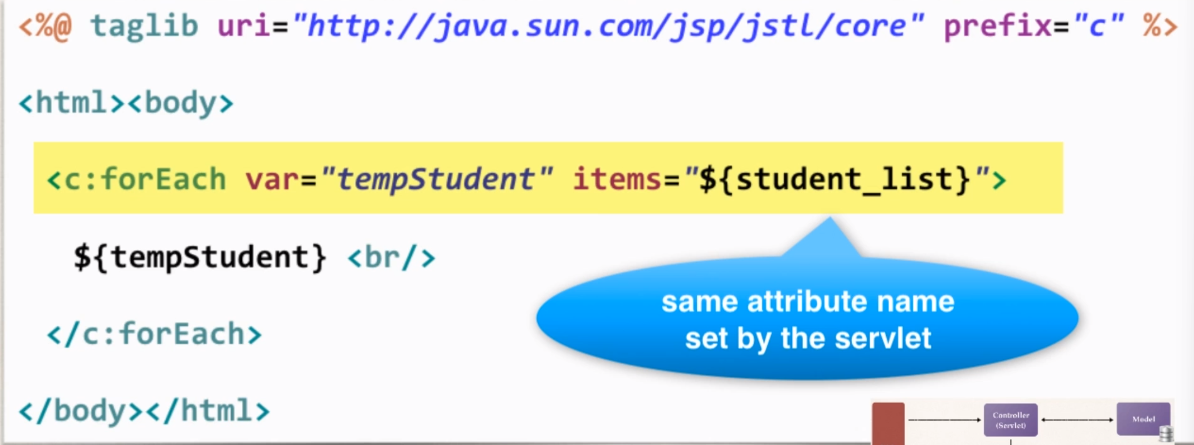 <%@ taglib uri="http://java.sun.com/jsp/jstl/core" prefix="c" %>
<html><body>
<c:forEach var="tempStudent" items="${student_list}">
${tempStudent} <br/>
same attribute name
set by the servlet
</c:forEach>
</body></html>
Controller
(Servlet)
Model